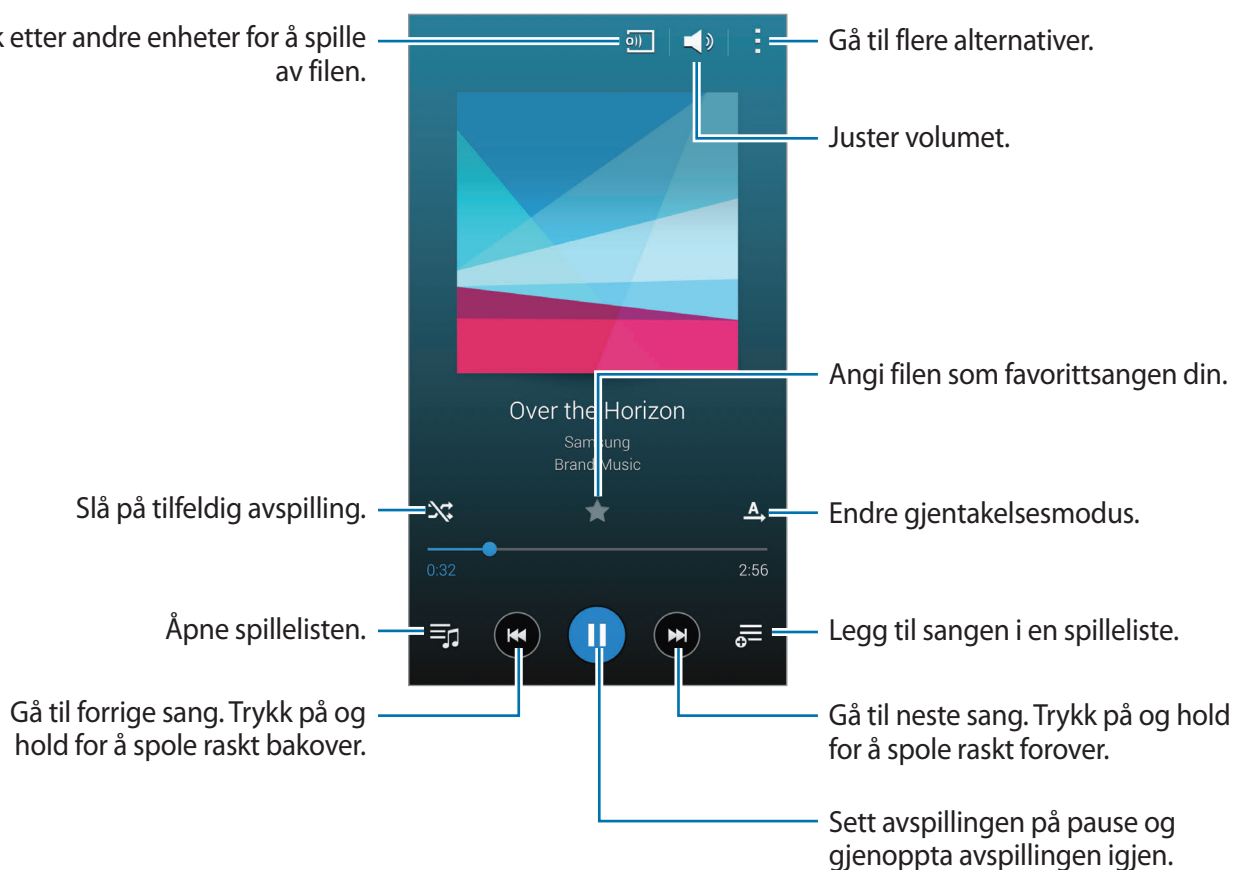 etter andre enheter for å spille
av filen.
Gå til flere alternativer.
Juster volumet.
Angi filen som favorittsangen din.
Over the Horizon
Samsung
Brand Music
Slå på tilfeldig avspilling.
A
Endre gjentakelsesmodus.
0:32
2:56
Åpne spillelisten.
Legg til sangen i en spilleliste.
Gå til forrige sang. Trykk på og
hold for å spole raskt bakover.
Gå til neste sang. Trykk på og hold
for å spole raskt forover.
Sett avspillingen på pause og
gjenoppta avspillingen igjen.